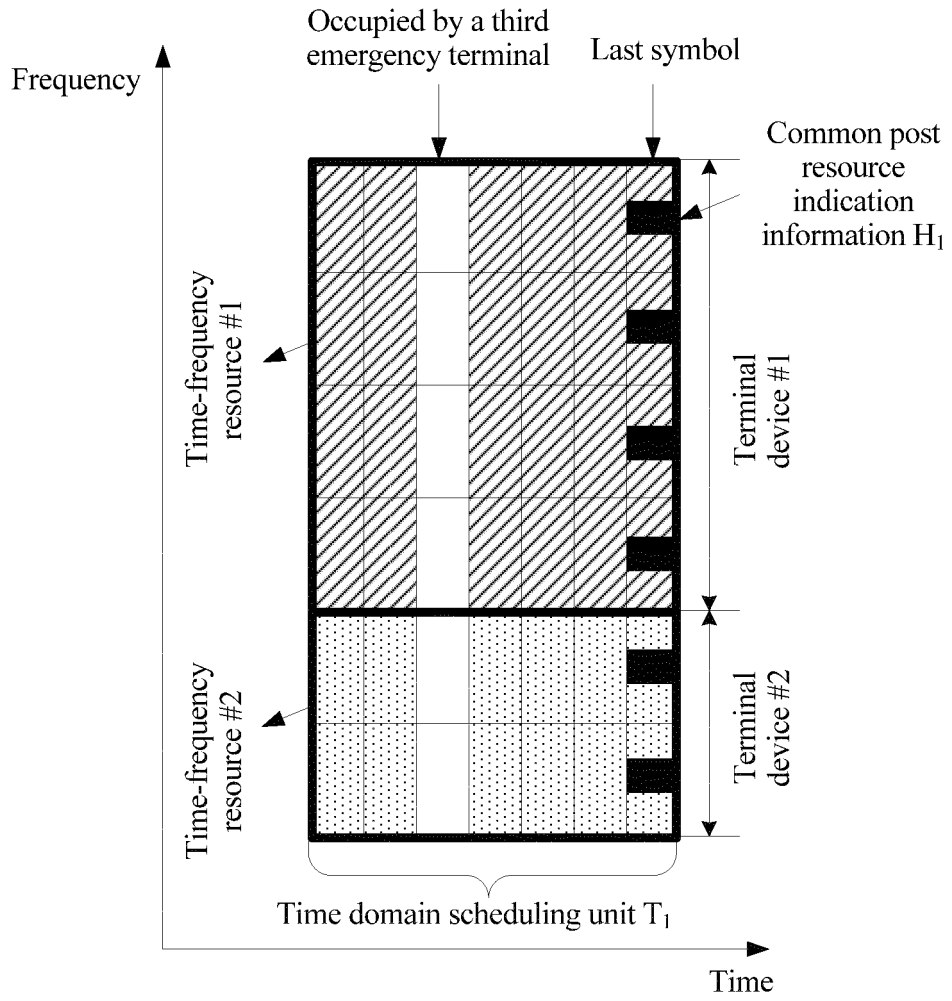 Occupied by a third
emergency terminal
Last symbol
Frequency
Common post
resource
indication
information H1
Time-frequency
resource #1
Terminal
device #1
Time-frequency
resource #2
Terminal
device #2
Time domain scheduling unit T1
Time